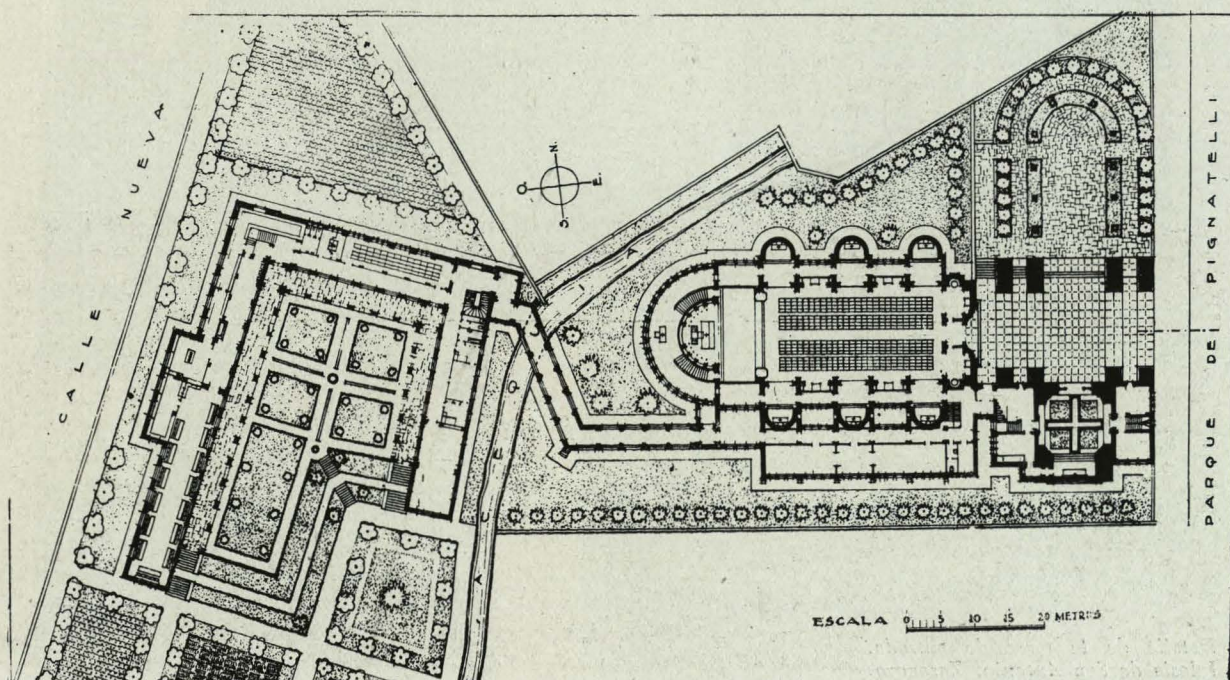 CALLE NUEVA
N.
O.
E.
S.
ACEQUIA
PARQUE DE PIGNATELLI
ESCALA 0 5 10 15 20 METROS